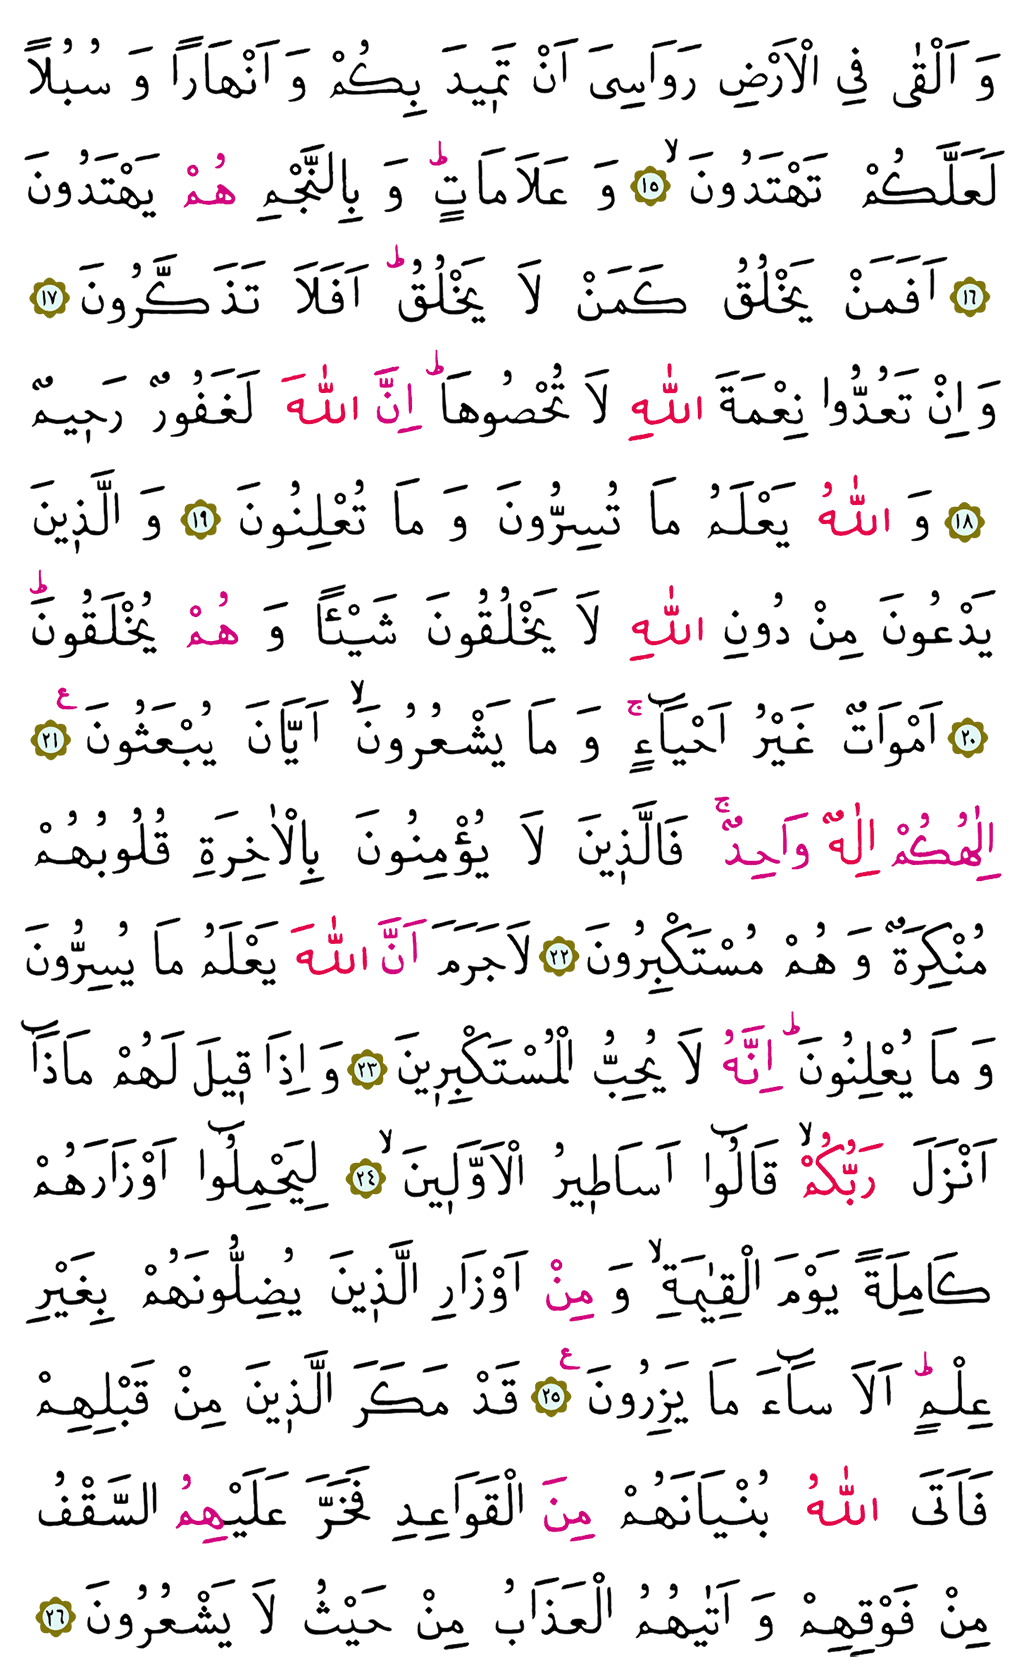 وَ اَلْقٰى فِي الْاَرْضِ رَوَاسِىَ اَنْ تَمٖيدَ بِكُمْ وَ اَنْهَارًا وَ سُبُلًا
لَعَلَّكُمْ تَهْتَدُونَۙ ﴿١٥﴾ وَ عَلَامَاتٍؕ وَ بِالنَّجْمِ هُمْ يَهْتَدُونَ
﴿١٦﴾ اَفَمَنْ يَخْلُقُ كَمَنْ لَا يَخْلُقُؕ اَفَلَا تَذَكَّرُونَ ﴿١٧﴾
وَ اِنْ تَعُدُّوا نِعْمَةَ اللّٰهِ لَا تُحْصُوهَاؕ اِنَّ اللّٰهَ لَغَفُورٌ رَحٖيمٌ
﴿١٨﴾ وَ اللّٰهُ يَعْلَمُ مَا تُسِرُّونَ وَ مَا تُعْلِنُونَ ﴿١٩﴾ وَ الَّذٖينَ
يَدْعُونَ مِنْ دُونِ اللّٰهِ لَا يَخْلُقُونَ شَيْئًا وَ هُمْ يُخْلَقُونَؕ
﴿٢٠﴾ اَمْوَاتٌ غَيْرُ اَحْيَٓاءٍۚ وَ مَا يَشْعُرُونَۙ اَيَّانَ يُبْعَثُونَ ﴿٢١﴾ ع
اِلٰهُكُمْ اِلٰهٌ وَاحِدٌۚ فَالَّذٖينَ لَا يُؤْمِنُونَ بِالْاٰخِرَةِ قُلُوبُهُمْ
مُنْكِرَةٌ وَ هُمْ مُسْتَكْبِرُونَ ﴿٢٢﴾ لَاجَرَمَ اَنَّ اللّٰهَ يَعْلَمُ مَا يُسِرُّونَ
وَ مَا يُعْلِنُونَؕ اِنَّهُ لَا يُحِبُّ الْمُسْتَكْبِرٖينَ ﴿٢٣﴾ وَ اِذَا قٖيلَ لَهُمْ مَاذَٓا
اَنْزَلَ رَبُّكُمْۙ قَالُٓوا اَسَاطٖيرُ الْاَوَّلٖينَۙ ﴿٢٤﴾ لِيَحْمِلُٓوا اَوْزَارَهُمْ
كَامِلَةً يَوْمَ الْقِيٰمَةِۙ وَ مِنْ اَوْزَارِ الَّذٖينَ يُضِلُّونَهُمْ بِغَيْرِ
عِلْمٍؕ اَلَا سَٓاءَ مَا يَزِرُونَ ﴿٢٥﴾ ع قَدْ مَكَرَ الَّذٖينَ مِنْ قَبْلِهِمْ
فَاَتَى اللّٰهُ بُنْيَانَهُمْ مِنَ الْقَوَاعِدِ فَخَرَّ عَلَيْهِمُ السَّقْفُ
مِنْ فَوْقِهِمْ وَ اَتٰيهُمُ الْعَذَابُ مِنْ حَيْثُ لَا يَشْعُرُونَ ﴿٢٦﴾